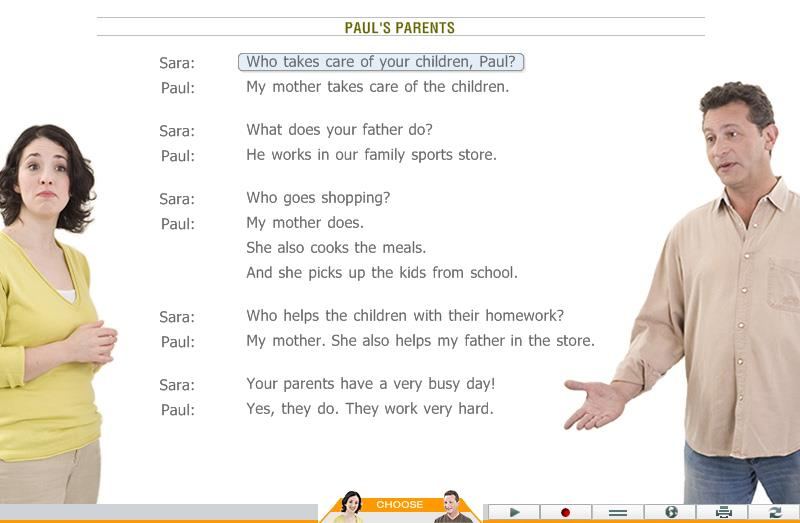 PAUL'S PARENTS
Sara: Who takes care of your children, Paul?
Paul: My mother takes care of the children.
Sara: What does your father do?
Paul: He works in our family sports store.
Sara: Who goes shopping?
Paul: My mother does.
She also cooks the meals.
And she picks up the kids from school.
Sara: Who helps the children with their homework?
Paul: My mother. She also helps my father in the store.
Sara: Your parents have a very busy day!
Paul: Yes, they do. They work very hard.
CHOOSE